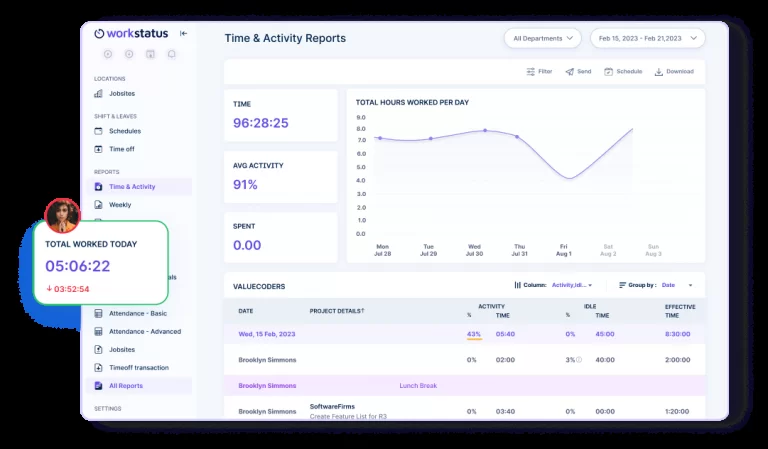 workstatus
LOCATIONS
Jobsites
SHIFT & LEAVES
Schedules
Time off
REPORTS
Time & Activity
Weekly
TOTAL WORKED TODAY
05:06:22
03:52:54
als
Attendance - Basic
Attendance - Advanced
Jobsites
Timeoff transaction
All Reports
SETTINGS
Time & Activity Reports
All Departments
Feb 15, 2023 - Feb 21,2023
Filter Send Schedule Download
TIME
96:28:25
AVG ACTIVITY
91%
SPENT
0.00
TOTAL HOURS WORKED PER DAY
9.0
8.0
7.0
6.0
5.0
4.0
3.0
2.0
1.0
0.0
Mon Tue Wed Thu Fri Sat Sun
Jul 28 Jul 29 Jul 30 Jul 31 Aug 1 Aug 2 Aug 3
VALUECODERS Column: Activity,Idl... Group by : Date
ACTIVITY IDLE EFFECTIVE
DATE PROJECT DETAILS % TIME % TIME TIME
Wed, 15 Feb, 2023 43% 05:40 0% 45:00 8:30:00
Brooklyn Simmons 0% 02:00 3% 40:00 2:00:00
Brooklyn Simmons Lunch Break
SoftwareFirms
Brooklyn Simmons 0% 03:40 0% 00:00 1:20:00
Create Feature List for R3